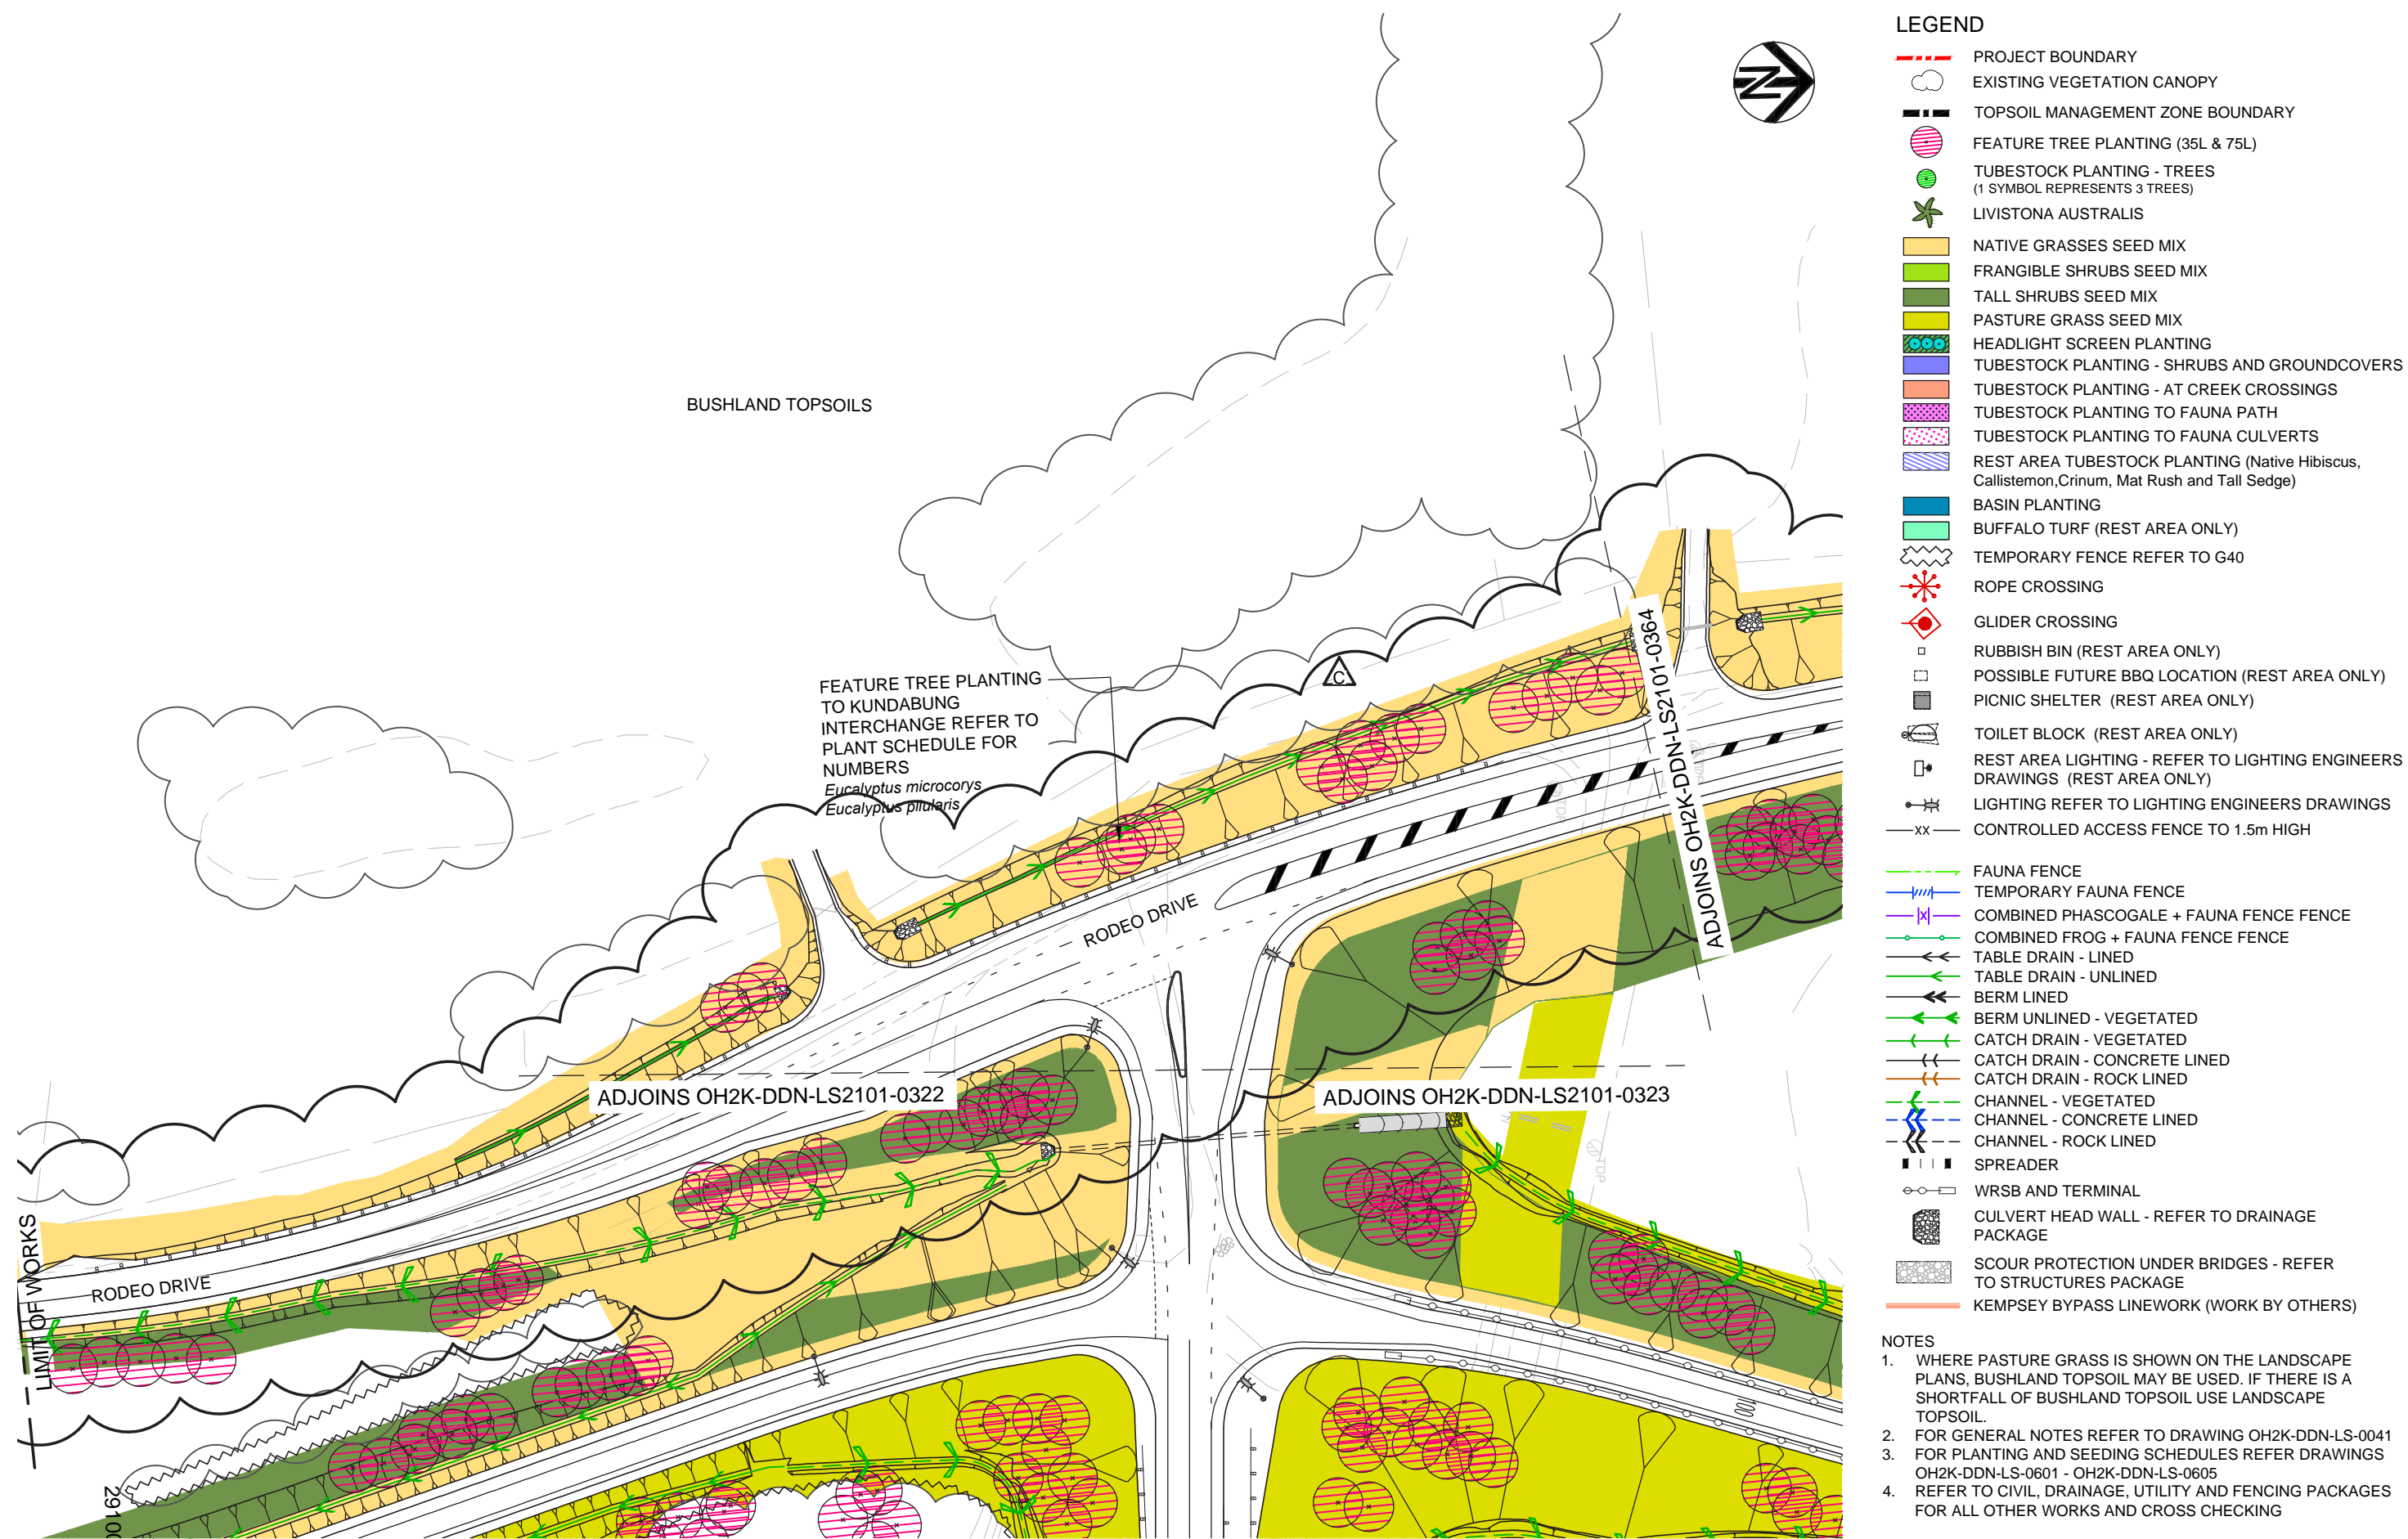 N
BUSHLAND TOPSOILS
FEATURE TREE PLANTING
TO KUNDABUNG
INTERCHANGE REFER TO
PLANT SCHEDULE FOR
NUMBERS
Eucalyptus microcorys
Eucalyptus pilularis
C
ADJOINS OH2K-DDN-LS2101-0364
RODEO DRIVE
ADJOINS OH2K-DDN-LS2101-0322
ADJOINS OH2K-DDN-LS2101-0323
TDP
RODEO DRIVE
LIMIT OF WORKS
LEGEND
PROJECT BOUNDARY
EXISTING VEGETATION CANOPY
TOPSOIL MANAGEMENT ZONE BOUNDARY
FEATURE TREE PLANTING (35L & 75L)
TUBESTOCK PLANTING - TREES
(1 SYMBOL REPRESENTS 3 TREES)
LIVISTONA AUSTRALIS
NATIVE GRASSES SEED MIX
FRANGIBLE SHRUBS SEED MIX
TALL SHRUBS SEED MIX
PASTURE GRASS SEED MIX
HEADLIGHT SCREEN PLANTING
TUBESTOCK PLANTING - SHRUBS AND GROUNDCOVERS
TUBESTOCK PLANTING - AT CREEK CROSSINGS
TUBESTOCK PLANTING TO FAUNA PATH
TUBESTOCK PLANTING TO FAUNA CULVERTS
REST AREA TUBESTOCK PLANTING (Native Hibiscus,
Callistemon,Crinum, Mat Rush and Tall Sedge)
BASIN PLANTING
BUFFALO TURF (REST AREA ONLY)
TEMPORARY FENCE REFER TO G40
ROPE CROSSING
GLIDER CROSSING
RUBBISH BIN (REST AREA ONLY)
POSSIBLE FUTURE BBQ LOCATION (REST AREA ONLY)
PICNIC SHELTER (REST AREA ONLY)
TOILET BLOCK (REST AREA ONLY)
REST AREA LIGHTING - REFER TO LIGHTING ENGINEERS
DRAWINGS (REST AREA ONLY)
LIGHTING REFER TO LIGHTING ENGINEERS DRAWINGS
XX CONTROLLED ACCESS FENCE TO 1.5m HIGH
FAUNA FENCE
TEMPORARY FAUNA FENCE
COMBINED PHASCOGALE + FAUNA FENCE FENCE
COMBINED FROG + FAUNA FENCE FENCE
TABLE DRAIN - LINED
TABLE DRAIN - UNLINED
BERM LINED
BERM UNLINED - VEGETATED
CATCH DRAIN - VEGETATED
CATCH DRAIN - CONCRETE LINED
CATCH DRAIN - ROCK LINED
CHANNEL - VEGETATED
CHANNEL - CONCRETE LINED
CHANNEL - ROCK LINED
SPREADER
WRSB AND TERMINAL
CULVERT HEAD WALL - REFER TO DRAINAGE
PACKAGE
SCOUR PROTECTION UNDER BRIDGES - REFER
TO STRUCTURES PACKAGE
KEMPSEY BYPASS LINEWORK (WORK BY OTHERS)
NOTES
1. WHERE PASTURE GRASS IS SHOWN ON THE LANDSCAPE
PLANS, BUSHLAND TOPSOIL MAY BE USED. IF THERE IS A
SHORTFALL OF BUSHLAND TOPSOIL USE LANDSCAPE
TOPSOIL.
2. FOR GENERAL NOTES REFER TO DRAWING OH2K-DDN-LS-0041
3. FOR PLANTING AND SEEDING SCHEDULES REFER DRAWINGS
OH2K-DDN-LS-0601 - OH2K-DDN-LS-0605
4. REFER TO CIVIL, DRAINAGE, UTILITY AND FENCING PACKAGES
FOR ALL OTHER WORKS AND CROSS CHECKING